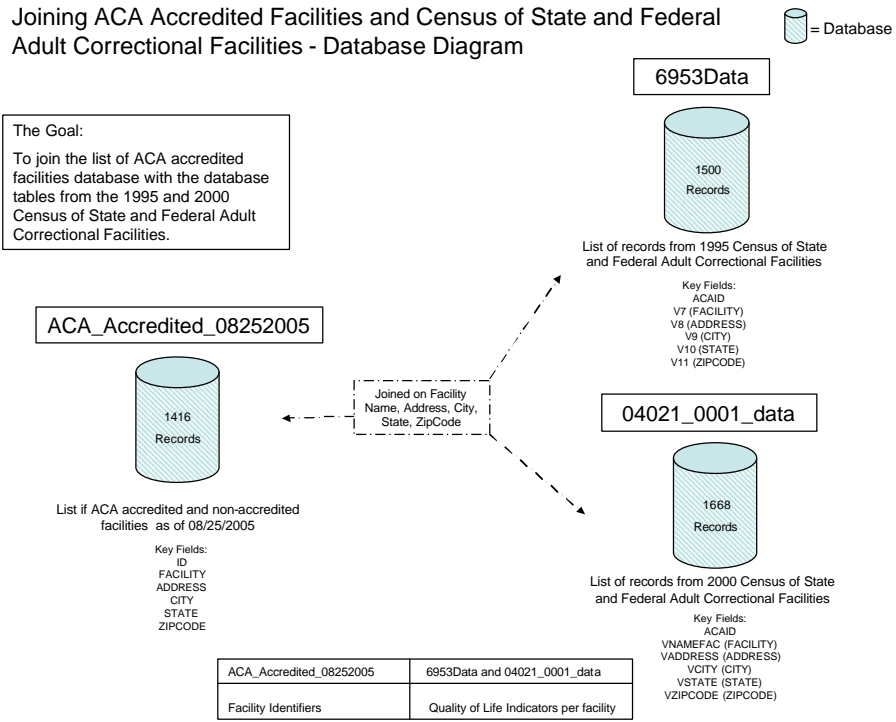 Joining ACA Accredited Facilities and Census of State and Federal
Adult Correctional Facilities - Database Diagram
= Database
The Goal:
To join the list of ACA accredited
facilities database with the database
tables from the 1995 and 2000
Census of State and Federal Adult
Correctional Facilities.
6953Data
1500
Records
List of records from 1995 Census of State
and Federal Adult Correctional Facilities
Key Fields:
ACAID
V7 (FACILITY)
V8 (ADDRESS)
V9 (CITY)
V10 (STATE)
V11 (ZIPCODE)
ACA_Accredited_08252005
1416
Records
List if ACA accredited and non-accredited
facilities as of 08/25/2005
Key Fields:
ID
FACILITY
ADDRESS
CITY
STATE
ZIPCODE
Joined on Facility
Name, Address, City,
State, ZipCode
04021_0001_data
1668
Records
List of records from 2000 Census of State
and Federal Adult Correctional Facilities
Key Fields:
ACAID
VNAMEFAC (FACILITY)
VADDRESS (ADDRESS)
VCITY (CITY)
VSTATE (STATE)
VZIPCODE (ZIPCODE)
ACA_Accredited_08252005 6953Data and 04021_0001_data
Facility Identifiers Quality of Life Indicators per facility